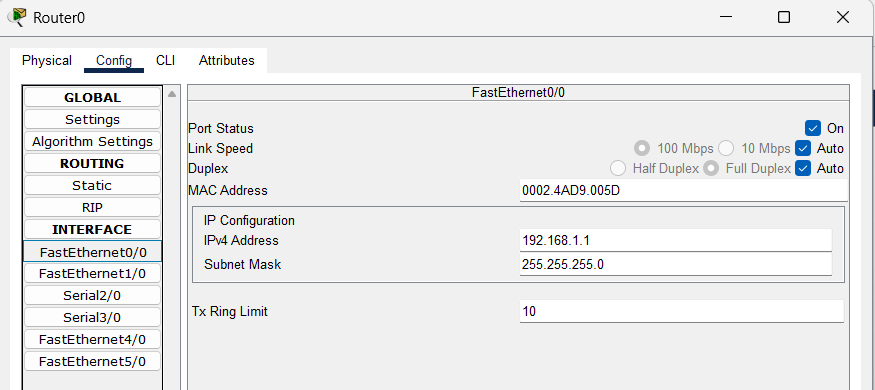 Router0
Physical Config CLI Attributes
GLOBAL
Settings
Algorithm Settings
ROUTING
Static
RIP
INTERFACE
FastEthernet0/0
FastEthernet1/0
Serial2/0
Serial3/0
FastEthernet4/0
FastEthernet5/0
FastEthernet0/0
Port Status On
Link Speed 100 Mbps 10 Mbps Auto
Duplex Half Duplex Full Duplex Auto
MAC Address 0002.4AD9.005D
IP Configuration
IPv4 Address 192.168.1.1
Subnet Mask 255.255.255.0
Tx Ring Limit 10